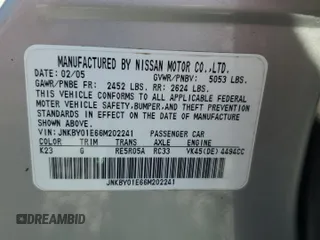 MANUFACTURED BY NISSAN MOTOR CO.,LTD.
DATE: 02/05 GVWR/PNBV: 5053 LBS.
GAWR/PNBE FR: 2452 LBS. RR: 2624 LBS.
THIS VEHICLE CONFORMS TO ALL APPLICABLE FEDERAL
MOTOR VEHICLE SAFETY,BUMPER,AND THEFT PREVENTION
STANDARDS IN EFFECT ON THE DATE OF MANUFACTURE
SHOWN ABOVE.
VIN:JNKBY01E66M202241 PASSENGER CAR
COLOR TRIM TRANS AXLE ENGINE
K23 G RE5R05A RC33 VK45(DE) 4494CC
JNKBY01E66M202241
REPAIRSDMID